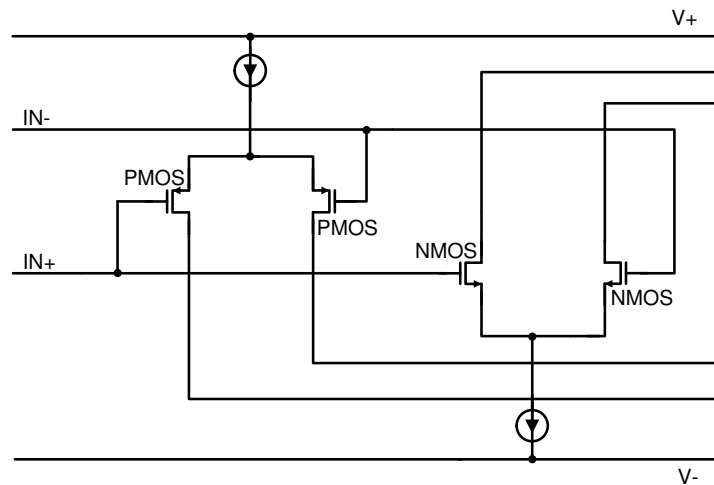 V+
IN-
PMOS
PMOS
NMOS
IN+
NMOS
V-